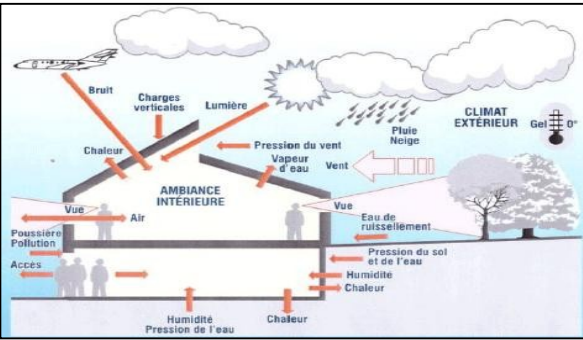 Bruit
Charges
verticales
Lumière
Pluie
Neige
CLIMAT
EXTÉRIEUR
Gel
0°
Chaleur
Pression du vent
Vapeur
d'eau
Vent
AMBIANCE
INTÉRIEURE
Vue
Air
Vue
Poussière
Pollution
Eau de
ruissellement
Accès
Pression du sol
et de l'eau
Humidité
Chaleur
Humidité
Pression de l'eau
Chaleur